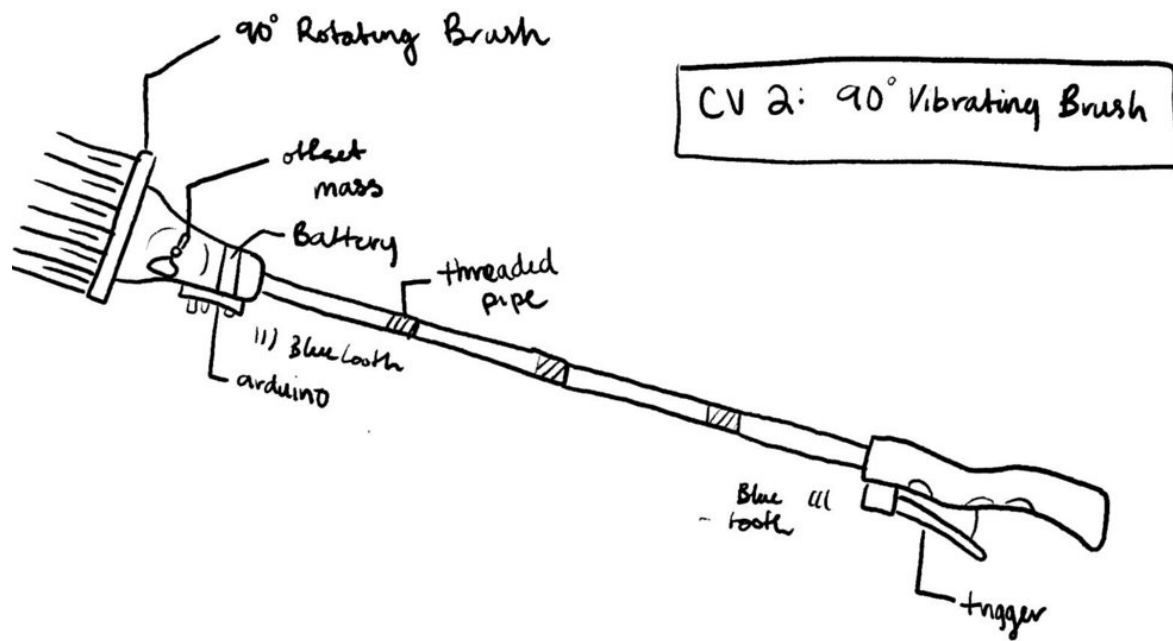 90° Rotating Brush
CV 2: 90° Vibrating Brush
offset
mass
Battery
threaded
pipe
Bluetooth
arduino
Blue
- tooth
trigger